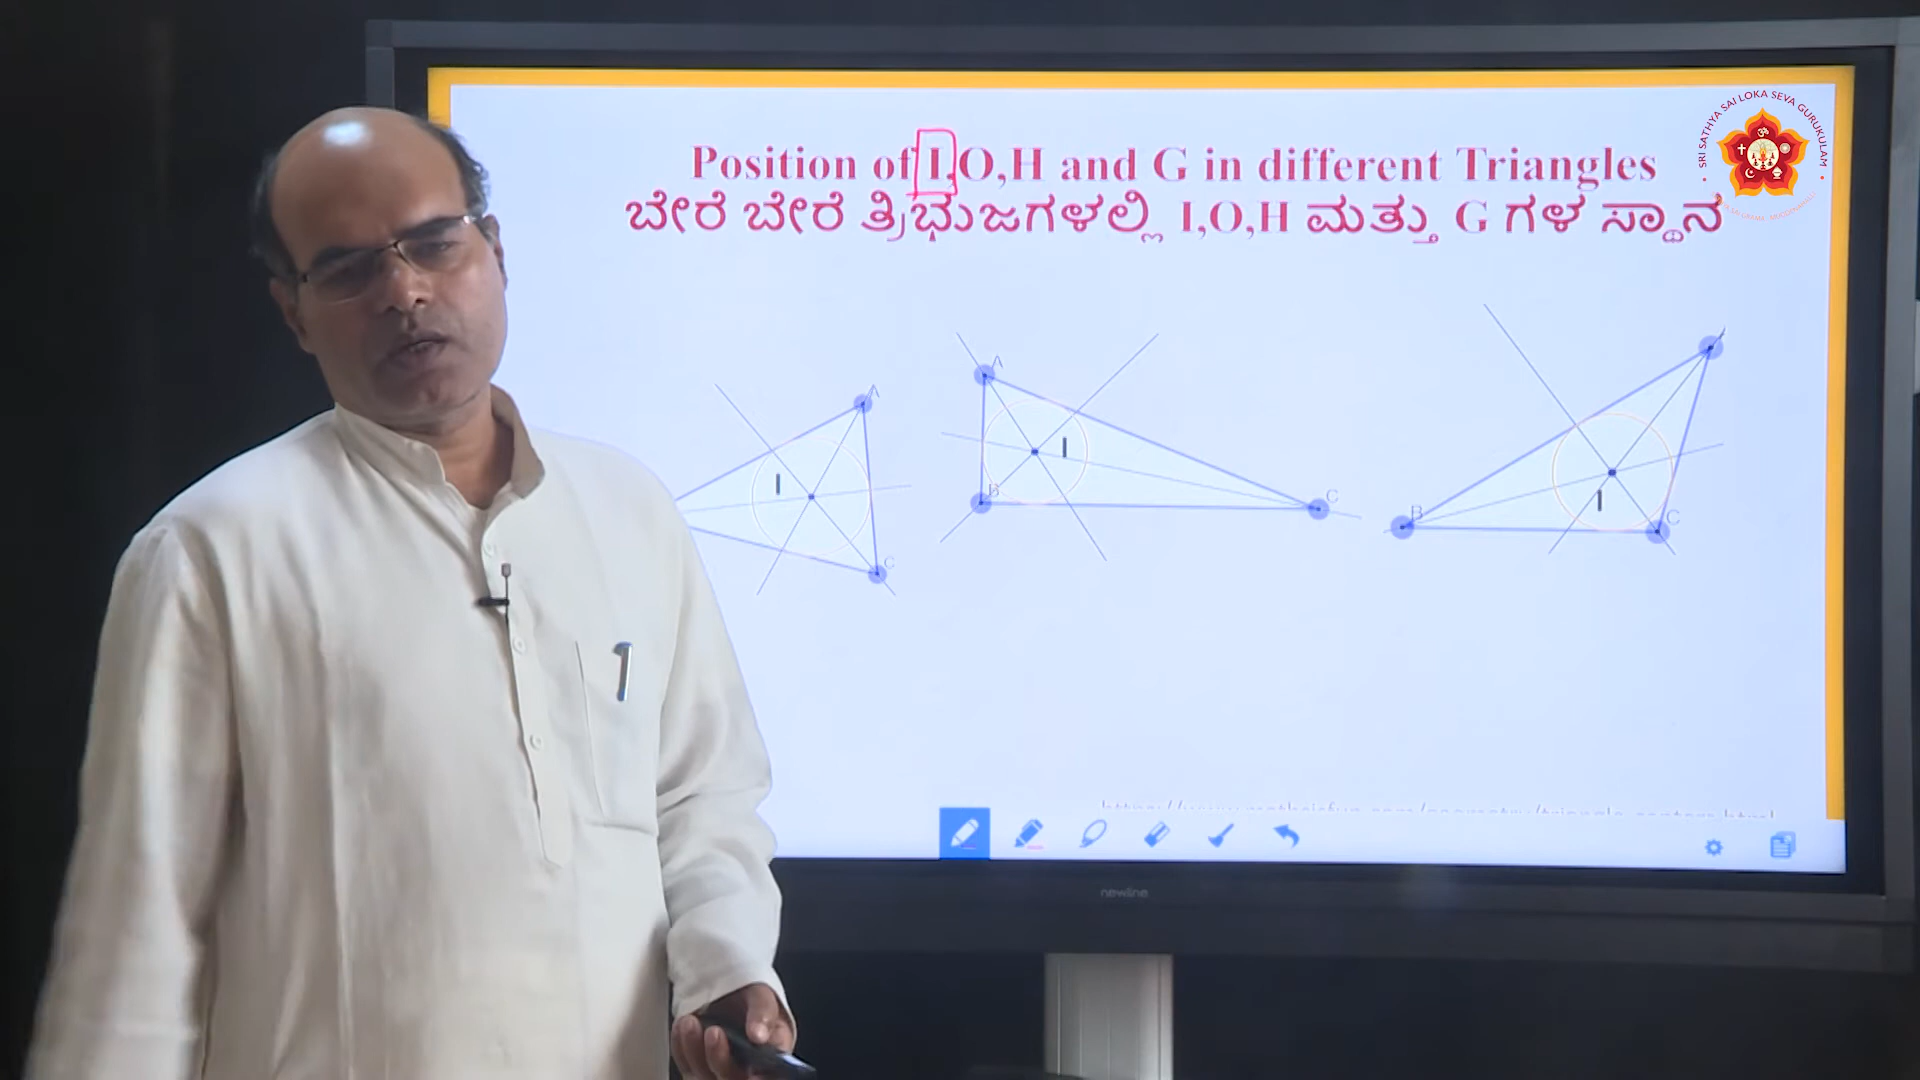 Position of I,O,H and G in different Triangles
ಬೇರೆ ಬೇರೆ ತ್ರಿಭುಜಗಳಲ್ಲಿ I,O,H ಮತ್ತು G ಗಳ ಸ್ಥಾನ
SRI SATHYA SAI LOKA SEVA GURUKULAM
A
I
C
A
I
B
C
I
B
C
newline